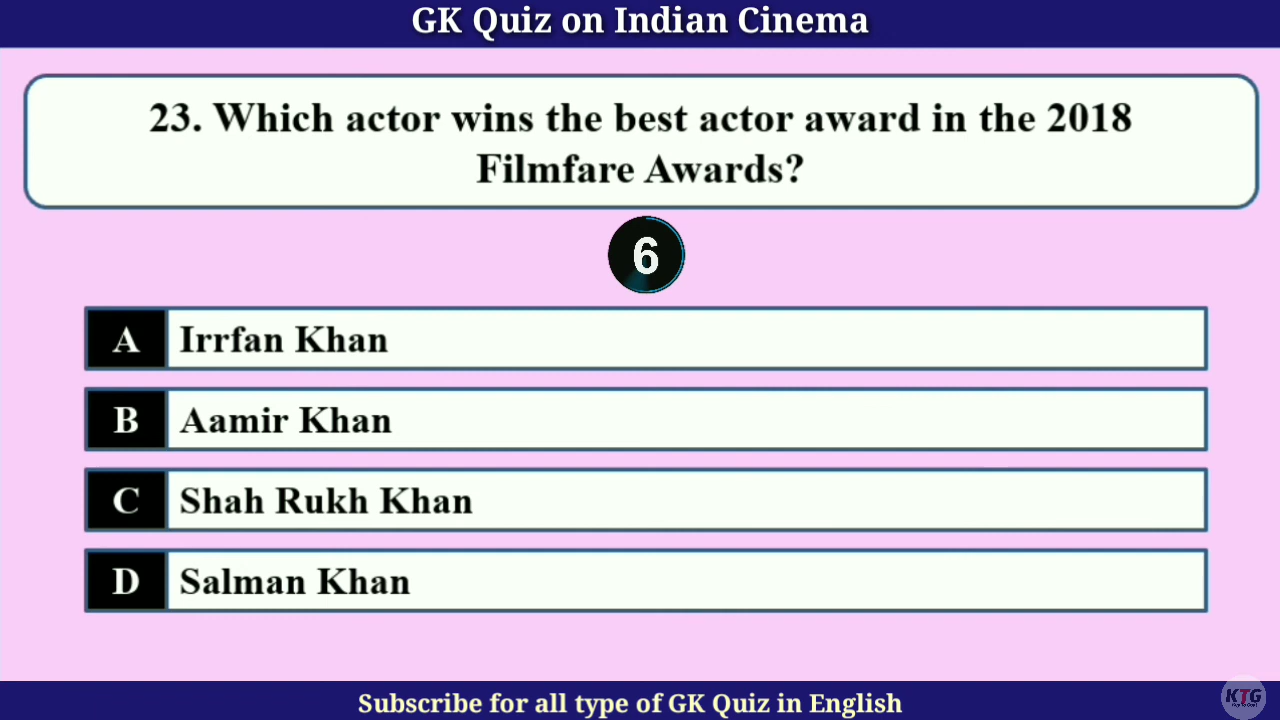 GK Quiz on Indian Cinema
23. Which actor wins the best actor award in the 2018
Filmfare Awards?
6
A Irrfan Khan
B Aamir Khan
C Shah Rukh Khan
D Salman Khan
Subscribe for all type of GK Quiz in English
KTG